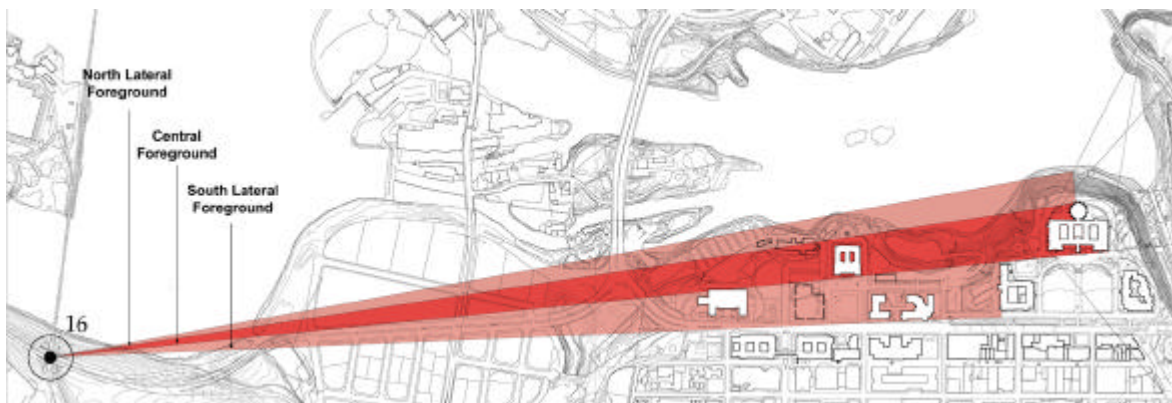 North Lateral
Foreground
Central
Foreground
South Lateral
Foreground
16